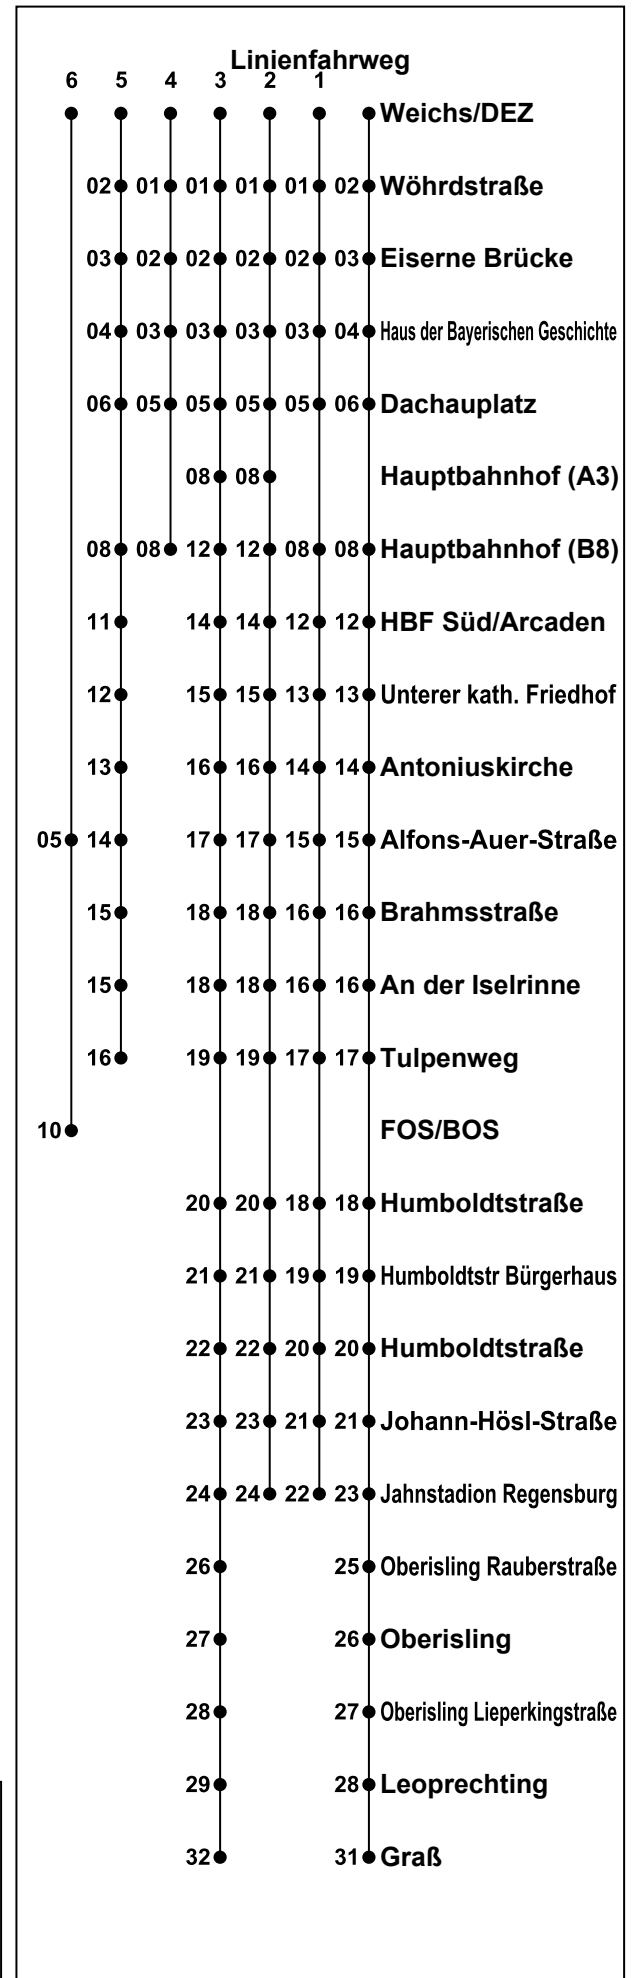 Linienfahrweg
6 5 4 3 2 1
Weichs/DEZ
02 01 01 01 01 02 Wöhrdstraße
03 02 02 02 02 03 Eiserne Brücke
04 03 03 03 03 04 Haus der Bayerischen Geschichte
06 05 05 05 05 06 Dachauplatz
08 08 Hauptbahnhof (A3)
08 08 12 12 08 08 Hauptbahnhof (B8)
11 14 14 12 12 HBF Süd/Arcaden
12 15 15 13 13 Unterer kath. Friedhof
13 16 16 14 14 Antoniuskirche
05 14 17 17 15 15 Alfons-Auer-Straße
15 18 18 16 16 Brahmsstraße
15 18 18 16 16 An der Iselrinne
16 19 19 17 17 Tulpenweg
10 FOS/BOS
20 20 18 18 Humboldtstraße
21 21 19 19 Humboldtstr Bürgerhaus
22 22 20 20 Humboldtstraße
23 23 21 21 Johann-Hösl-Straße
24 24 22 23 Jahnstadion Regensburg
26 25 Oberisling Rauberstraße
27 26 Oberisling
28 27 Oberisling Lieperkingstraße
29 28 Leoprechting
32 31 Graß